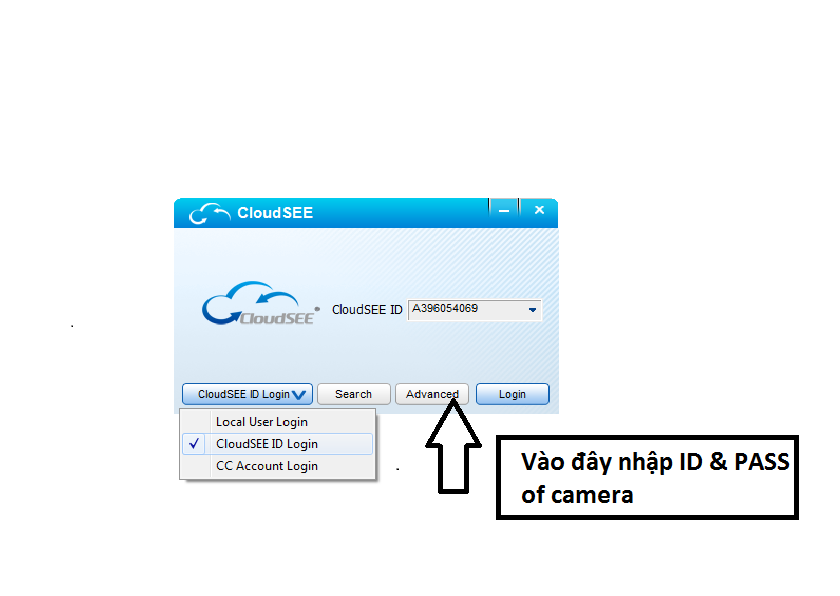 CloudSEE
CloudSEE
CloudSEE ID A396054069
CloudSEE ID Login Search Advanced Login
Local User Login
CloudSEE ID Login
CC Account Login
Vào đây nhập ID & PASS
of camera